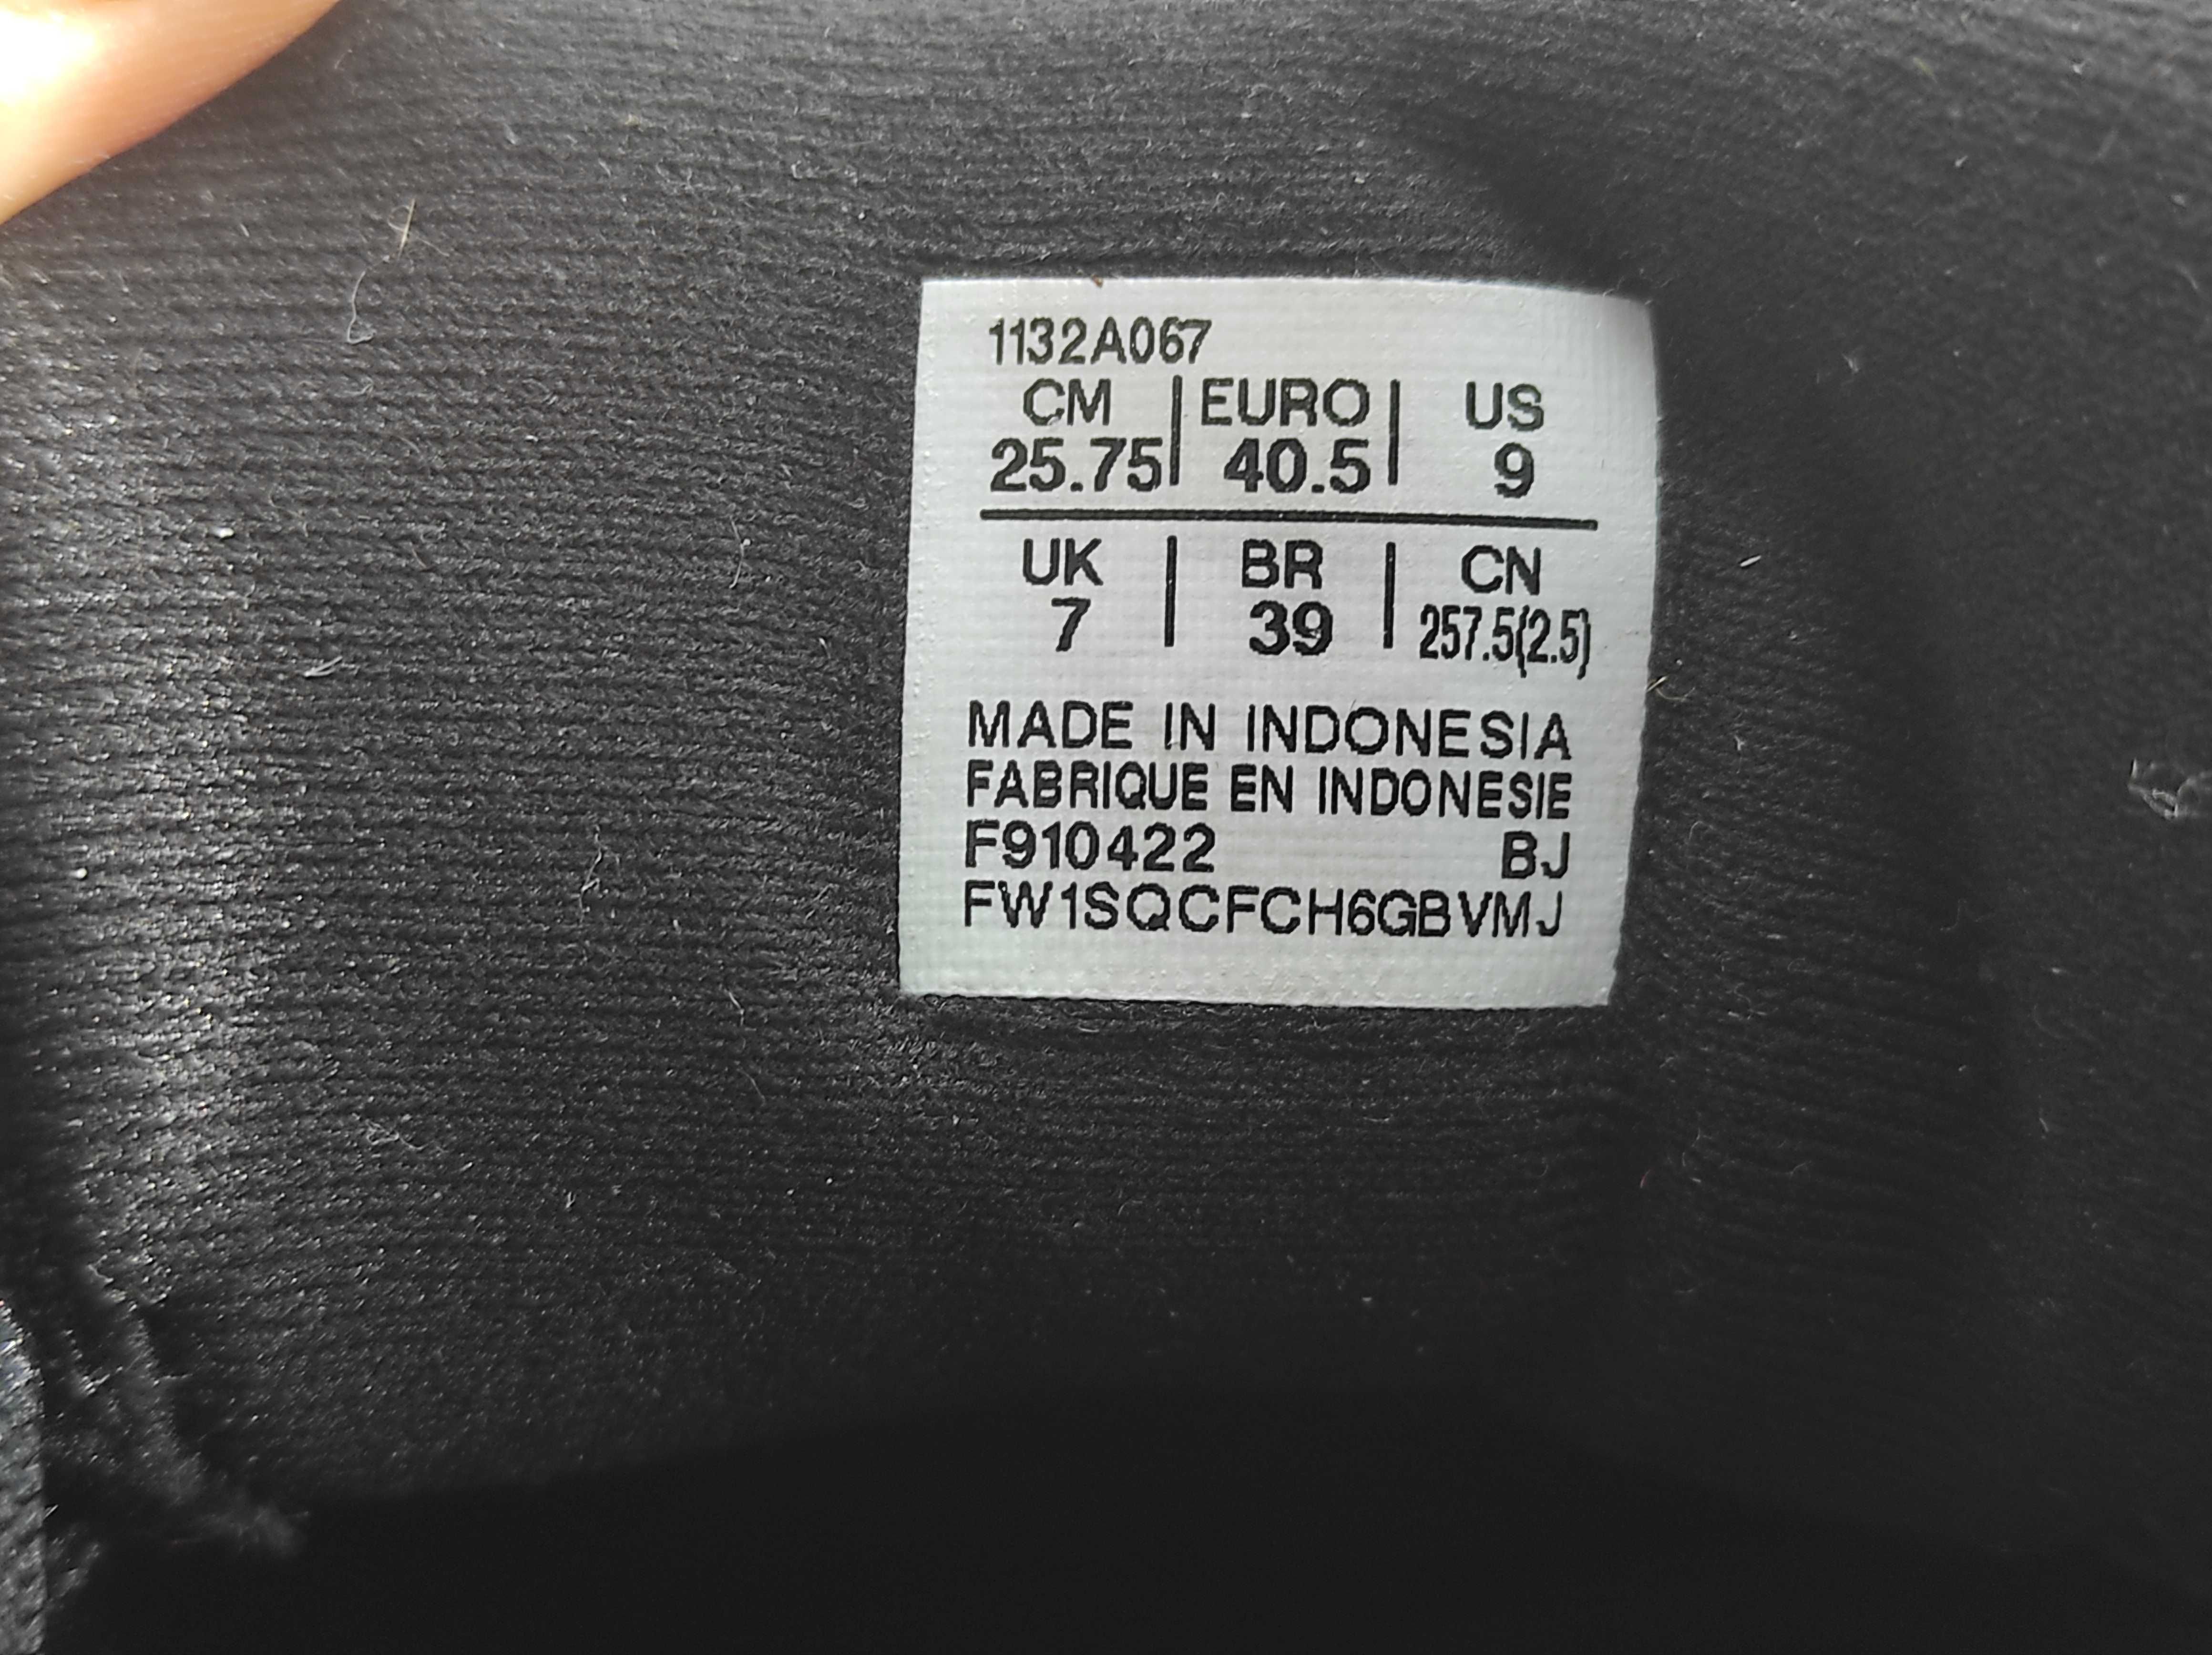 1132A067
CM | EURO | US
25.75 | 40.5 | 9
UK | BR | CN
7 | 39 | 257.5(2.5)
MADE IN INDONESIA
FABRIQUE EN INDONESIE
F910422 BJ
FW1SQCFCH6GBVMJ